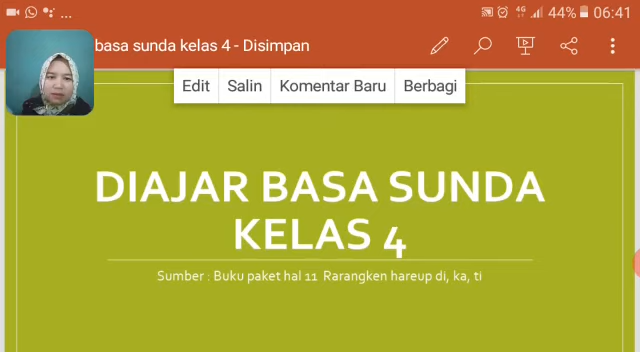 4G 44% 06:41
basa sunda kelas 4 - Disimpan
Edit Salin Komentar Baru Berbagi
DIAJAR BASA SUNDA
KELAS 4
Sumber : Buku paket hal 11 Rarangken hareup di, ka, ti